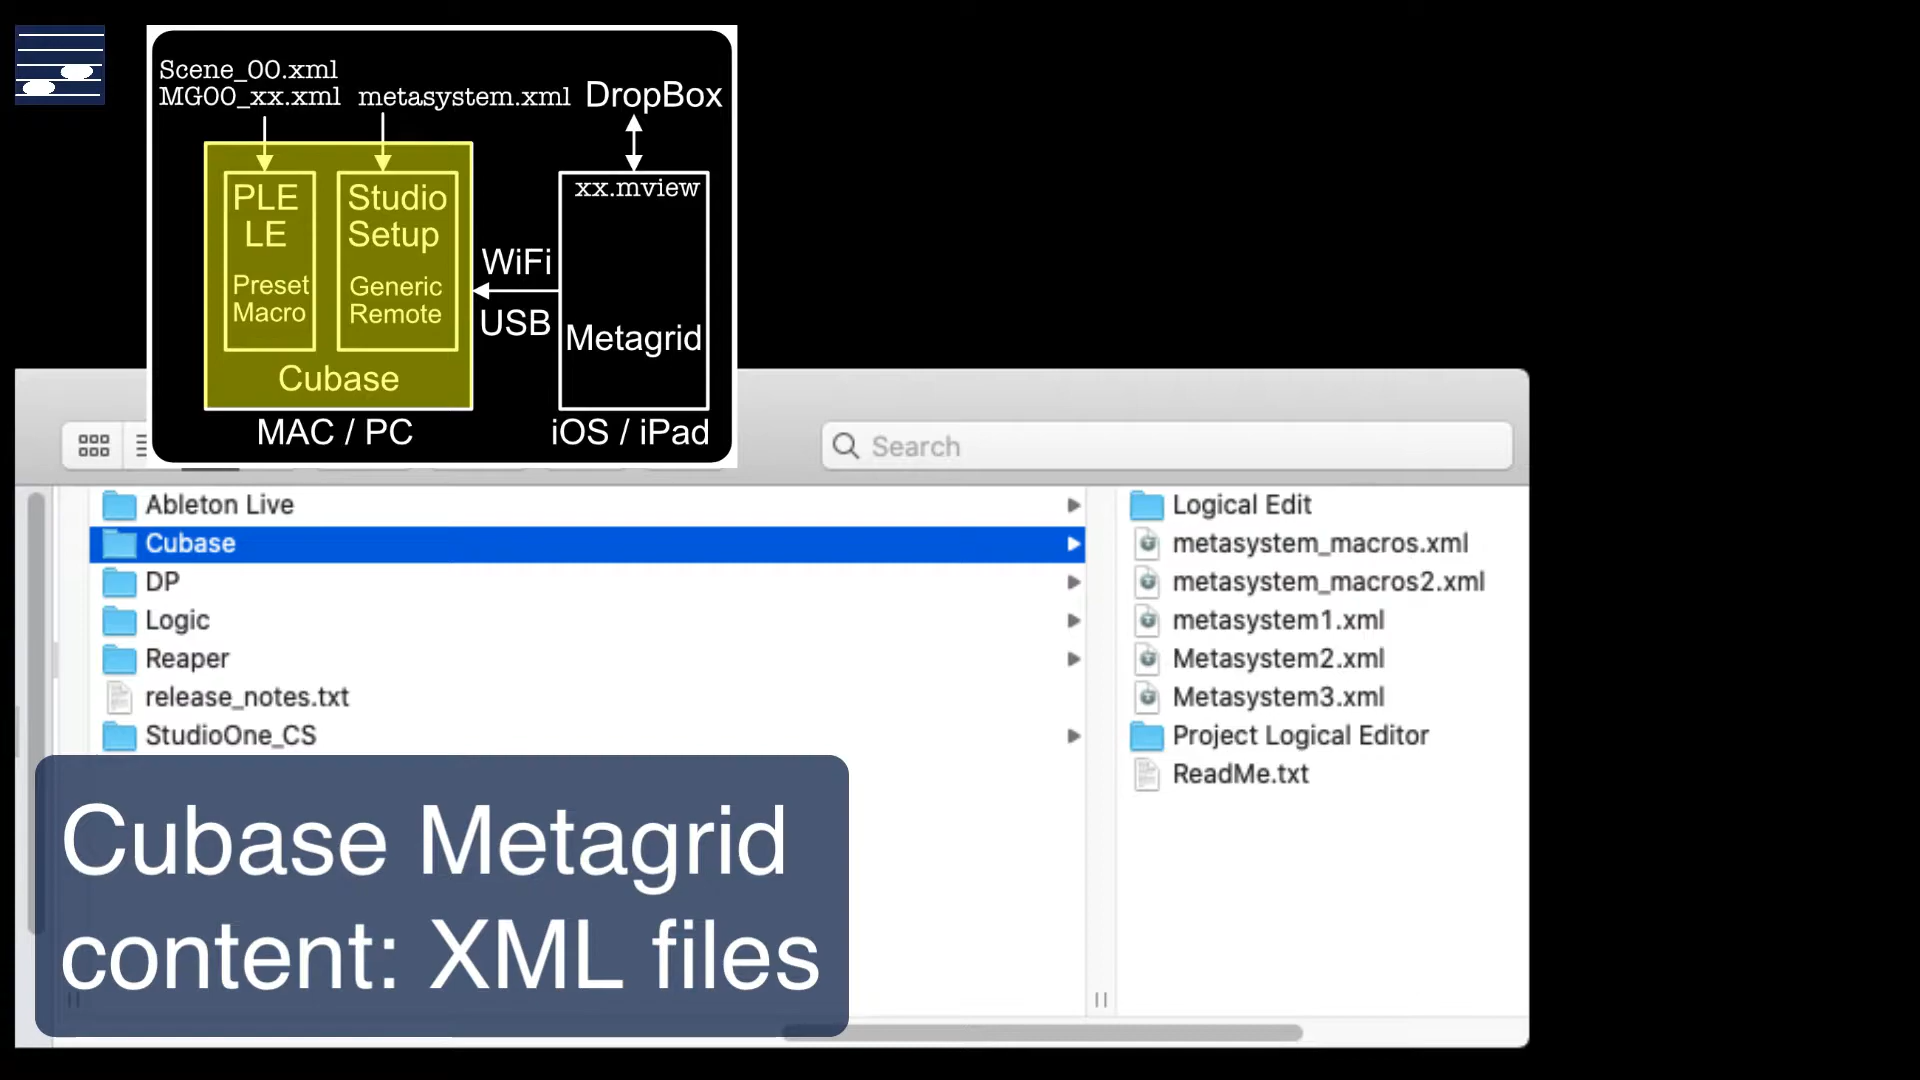 Scene_00.xml
MG00_xx.xml metasystem.xml DropBox
PLE
LE
Preset
Macro
Studio
Setup
Generic
Remote
Cubase
MAC / PC
WiFi
USB
xx.mview
Metagrid
iOS / iPad
Search
Ableton Live
Cubase
DP
Logic
Reaper
release_notes.txt
StudioOne_CS
Logical Edit
metasystem_macros.xml
metasystem_macros2.xml
metasystem1.xml
Metasystem2.xml
Metasystem3.xml
Project Logical Editor
ReadMe.txt
Cubase Metagrid
content: XML files